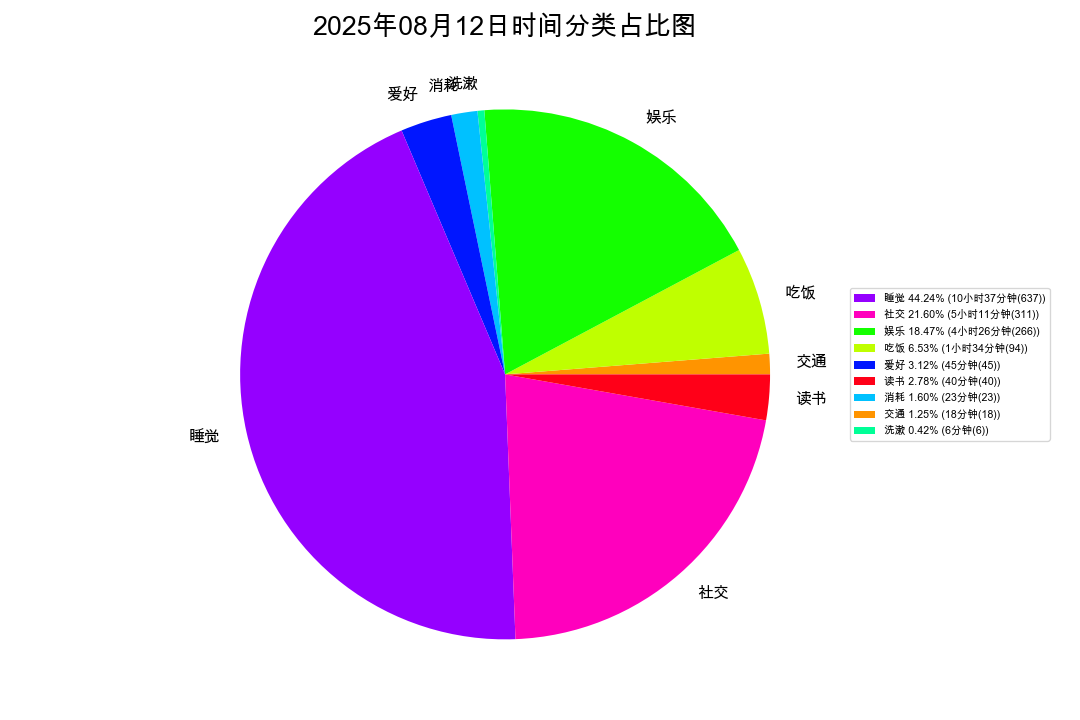 2025年08月12日时间分类占比图
洗漱
消耗
爱好
娱乐
吃饭
交通
读书
睡觉
社交
睡觉 44.24% (10小时37分钟(637))
社交 21.60% (5小时11分钟(311))
娱乐 18.47% (4小时26分钟(266))
吃饭 6.53% (1小时34分钟(94))
爱好 3.12% (45分钟(45))
读书 2.78% (40分钟(40))
消耗 1.60% (23分钟(23))
交通 1.25% (18分钟(18))
洗漱 0.42% (6分钟(6))